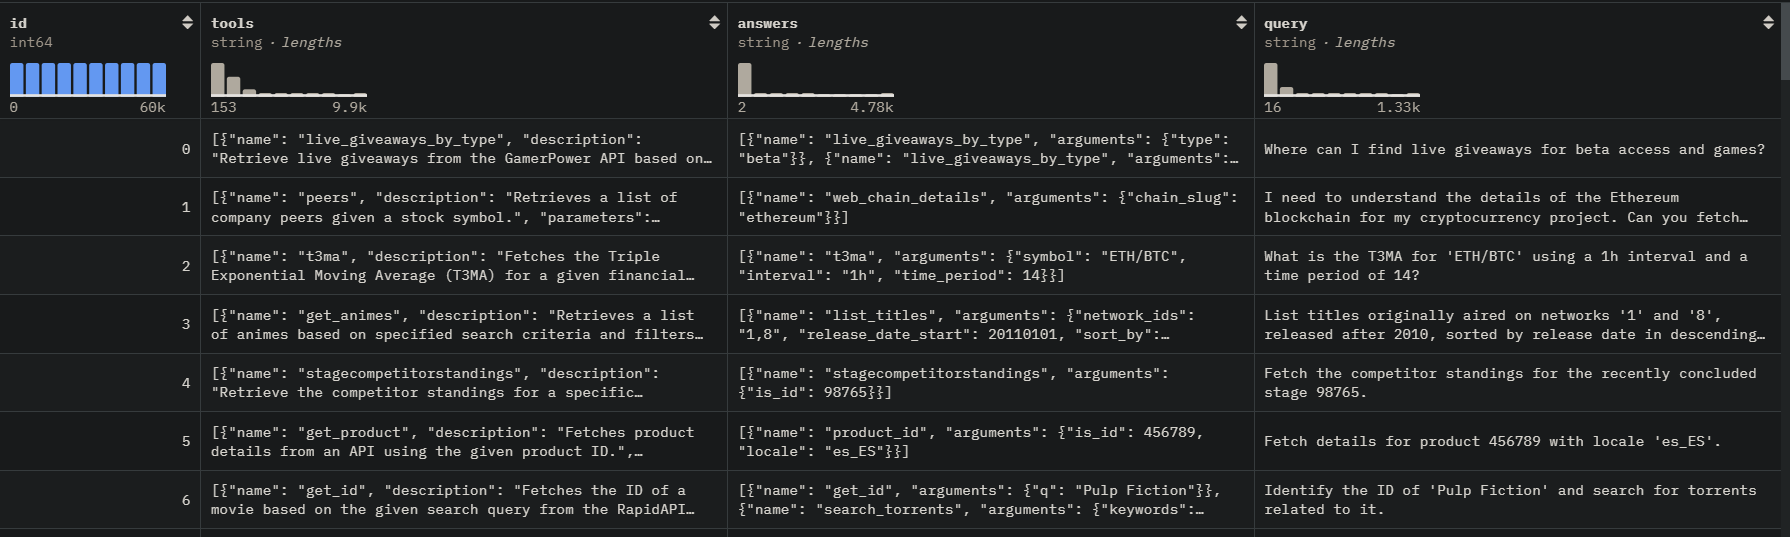 id
int64
0 60k
tools
string · lengths
153 9.9k
answers
string · lengths
2 4.78k
query
string · lengths
16 1.33k
0
[{"name": "live_giveaways_by_type", "description":
"Retrieve live giveaways from the GamerPower API based on…
[{"name": "live_giveaways_by_type", "arguments": {"type":
"beta"}}, {"name": "live_giveaways_by_type", "arguments":…
Where can I find live giveaways for beta access and games?
1
[{"name": "peers", "description": "Retrieves a list of
company peers given a stock symbol.", "parameters":…
[{"name": "web_chain_details", "arguments": {"chain_slug":
"ethereum"}}]
I need to understand the details of the Ethereum
blockchain for my cryptocurrency project. Can you fetch…
2
[{"name": "t3ma", "description": "Fetches the Triple
Exponential Moving Average (T3MA) for a given financial…
[{"name": "t3ma", "arguments": {"symbol": "ETH/BTC",
"interval": "1h", "time_period": 14}}]
What is the T3MA for 'ETH/BTC' using a 1h interval and a
time period of 14?
3
[{"name": "get_animes", "description": "Retrieves a list
of animes based on specified search criteria and filters…
[{"name": "list_titles", "arguments": {"network_ids":
"1,8", "release_date_start": 20110101, "sort_by":…
List titles originally aired on networks '1' and '8',
released after 2010, sorted by release date in descending…
4
[{"name": "stagecompetitorstandings", "description":
"Retrieve the competitor standings for a specific…
[{"name": "stagecompetitorstandings", "arguments":
{"is_id": 98765}}]
Fetch the competitor standings for the recently concluded
stage 98765.
5
[{"name": "get_product", "description": "Fetches product
details from an API using the given product ID.",…
[{"name": "product_id", "arguments": {"is_id": 456789,
"locale": "es_ES"}}]
Fetch details for product 456789 with locale 'es_ES'.
6
[{"name": "get_id", "description": "Fetches the ID of a
movie based on the given search query from the RapidAPI…
[{"name": "get_id", "arguments": {"q": "Pulp Fiction"}},
{"name": "search_torrents", "arguments": {"keywords":…
Identify the ID of 'Pulp Fiction' and search for torrents
related to it.